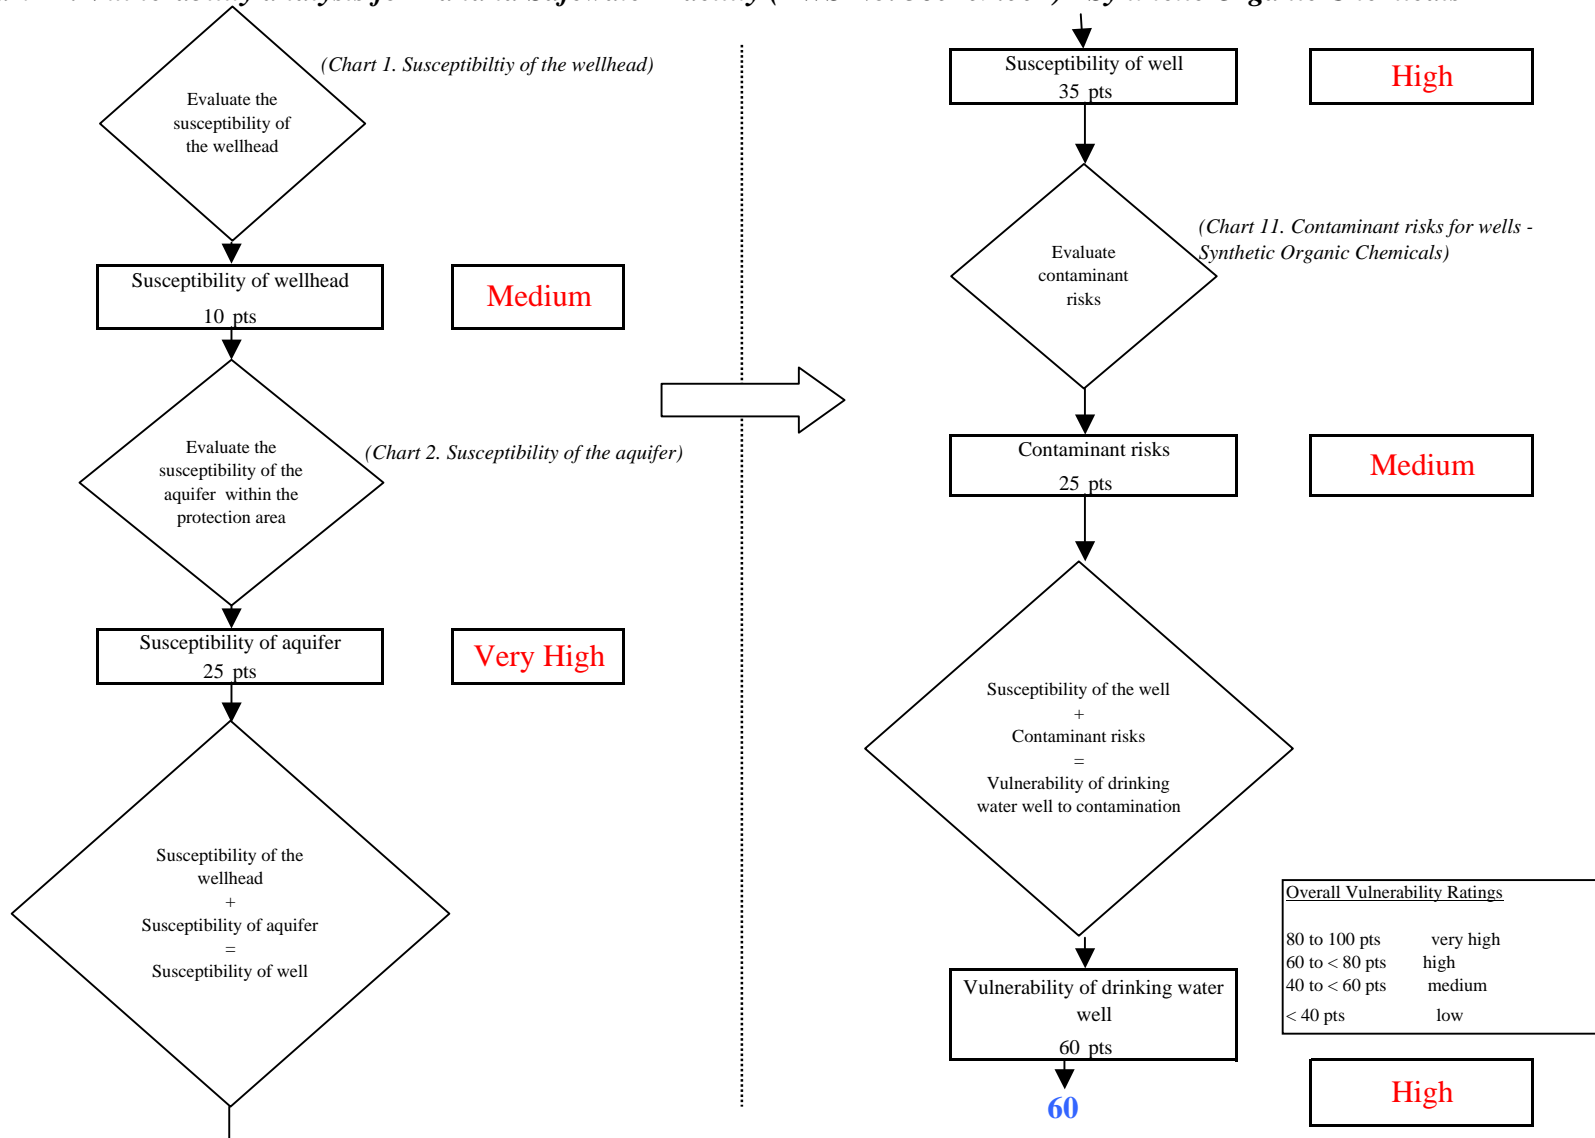 (Chart 1. Susceptibiltiy of the wellhead)
Evaluate the
susceptibility of
the wellhead
Susceptibility of wellhead
10 pts
Medium
Evaluate the
susceptibility of the
aquifer within the
protection area
(Chart 2. Susceptibility of the aquifer)
Susceptibility of aquifer
25 pts
Very High
Susceptibility of the
wellhead
+
Susceptibility of aquifer
=
Susceptibility of well
Susceptibility of well
35 pts
High
Evaluate
contaminant
risks
(Chart 11. Contaminant risks for wells -
Synthetic Organic Chemicals)
Contaminant risks
25 pts
Medium
Susceptibility of the well
+
Contaminant risks
=
Vulnerability of drinking
water well to contamination
Overall Vulnerability Ratings
80 to 100 pts very high
60 to < 80 pts high
40 to < 60 pts medium
< 40 pts low
Vulnerability of drinking water
well
60 pts
60
High